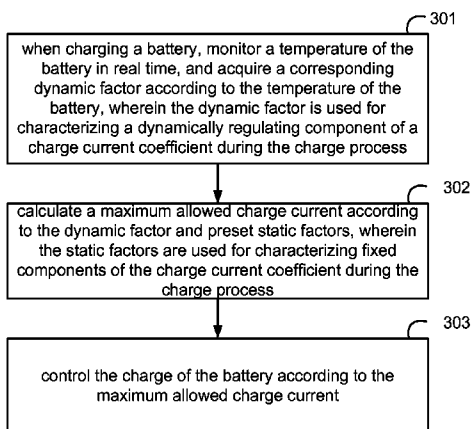 301
when charging a battery, monitor a temperature of the
battery in real time, and acquire a corresponding
dynamic factor according to the temperature of the
battery, wherein the dynamic factor is used for
characterizing a dynamically regulating component of a
charge current coefficient during the charge process
302
calculate a maximum allowed charge current according
to the dynamic factor and preset static factors, wherein
the static factors are used for characterizing fixed
components of the charge current coefficient during the
charge process
303
control the charge of the battery according to the
maximum allowed charge current